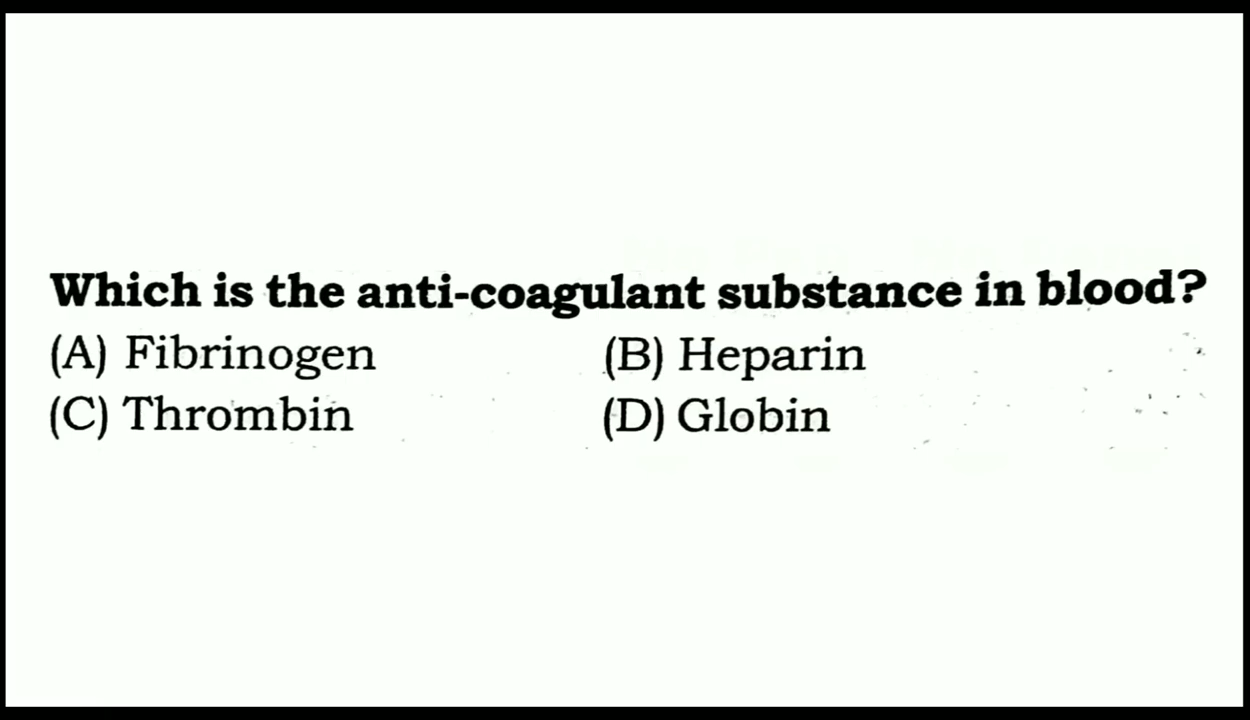 Which is the anti-coagulant substance in blood?
(A) Fibrinogen (B) Heparin
(C) Thrombin (D) Globin